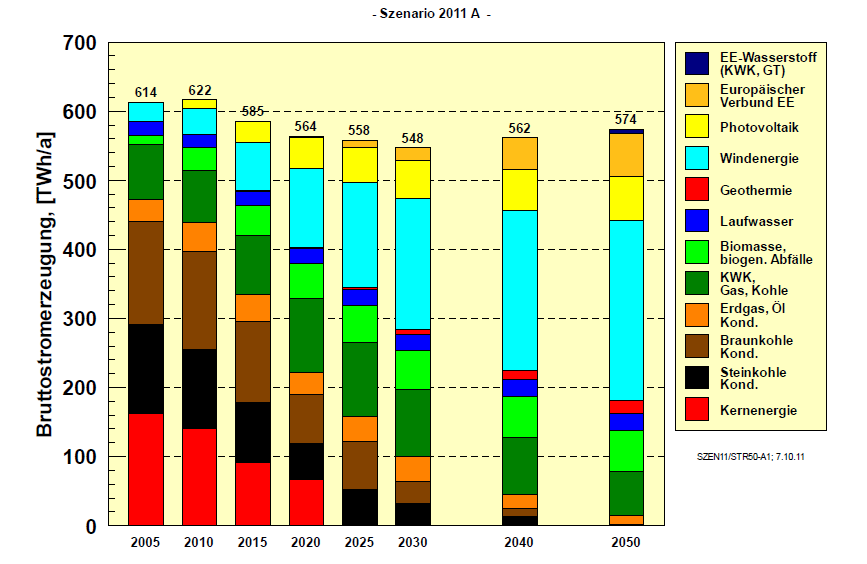 - Szenario 2011 A -
Bruttostromerzeugung, [TWh/a]
700
600
500
400
300
200
100
0
614
622
585
564
558
548
562
574
2005
2010
2015
2020
2025
2030
2040
2050
EE-Wasserstoff
(KWK, GT)
Europäischer
Verbund EE
Photovoltaik
Windenergie
Geothermie
Laufwasser
Biomasse,
biogen. Abfälle
KWK,
Gas, Kohle
Erdgas, Öl
Kond.
Braunkohle
Kond.
Steinkohle
Kond.
Kernenergie
SZEN11/STR50-A1; 7.10.11